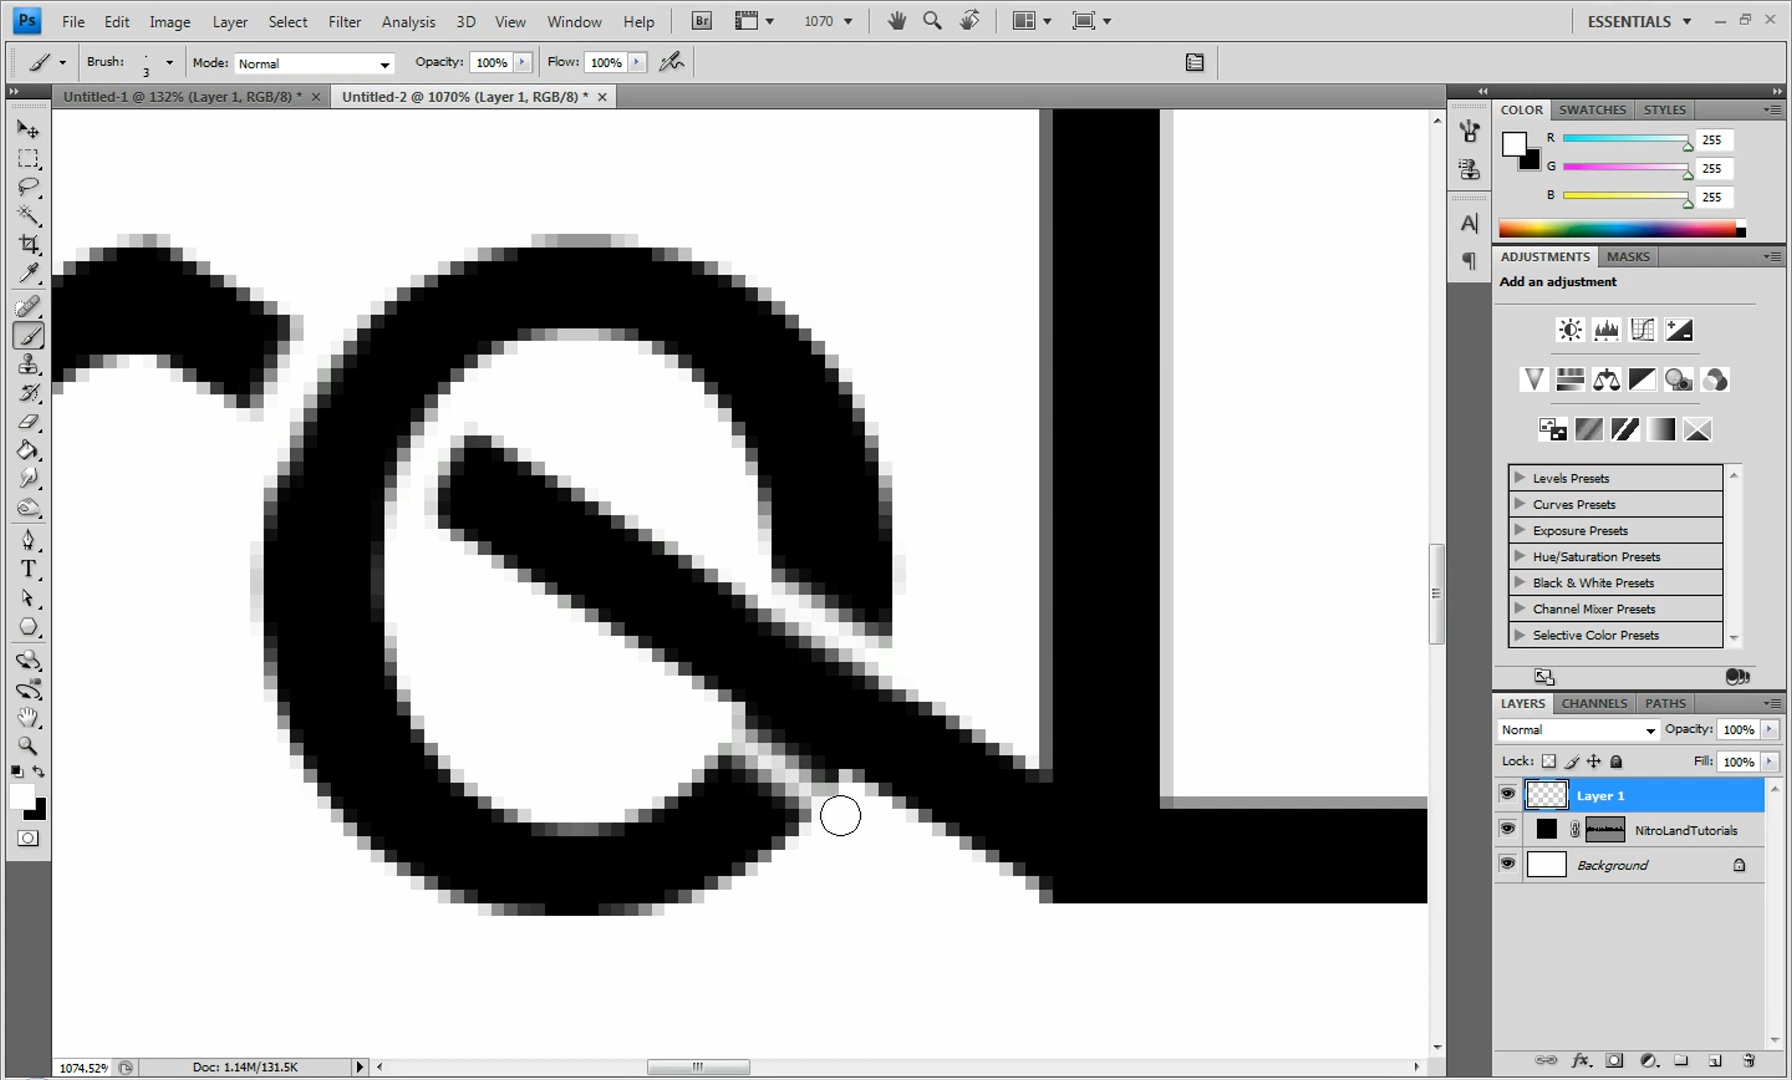 Ps File Edit Image Layer Select Filter Analysis 3D View Window Help Br 1070 ESSENTIALS
Brush: 3 Mode: Normal Opacity: 100% Flow: 100%
Untitled-1 @ 132% (Layer 1, RGB/8) * Untitled-2 @ 1070% (Layer 1, RGB/8) *
COLOR SWATCHES STYLES
R 255
G 255
B 255
ADJUSTMENTS MASKS
Add an adjustment
Levels Presets
Curves Presets
Exposure Presets
Hue/Saturation Presets
Black & White Presets
Channel Mixer Presets
Selective Color Presets
LAYERS CHANNELS PATHS
Normal Opacity: 100%
Lock: Fill: 100%
Layer 1
NitroLandTutorials
Background
1074.52% Doc: 1.14M/131.5K